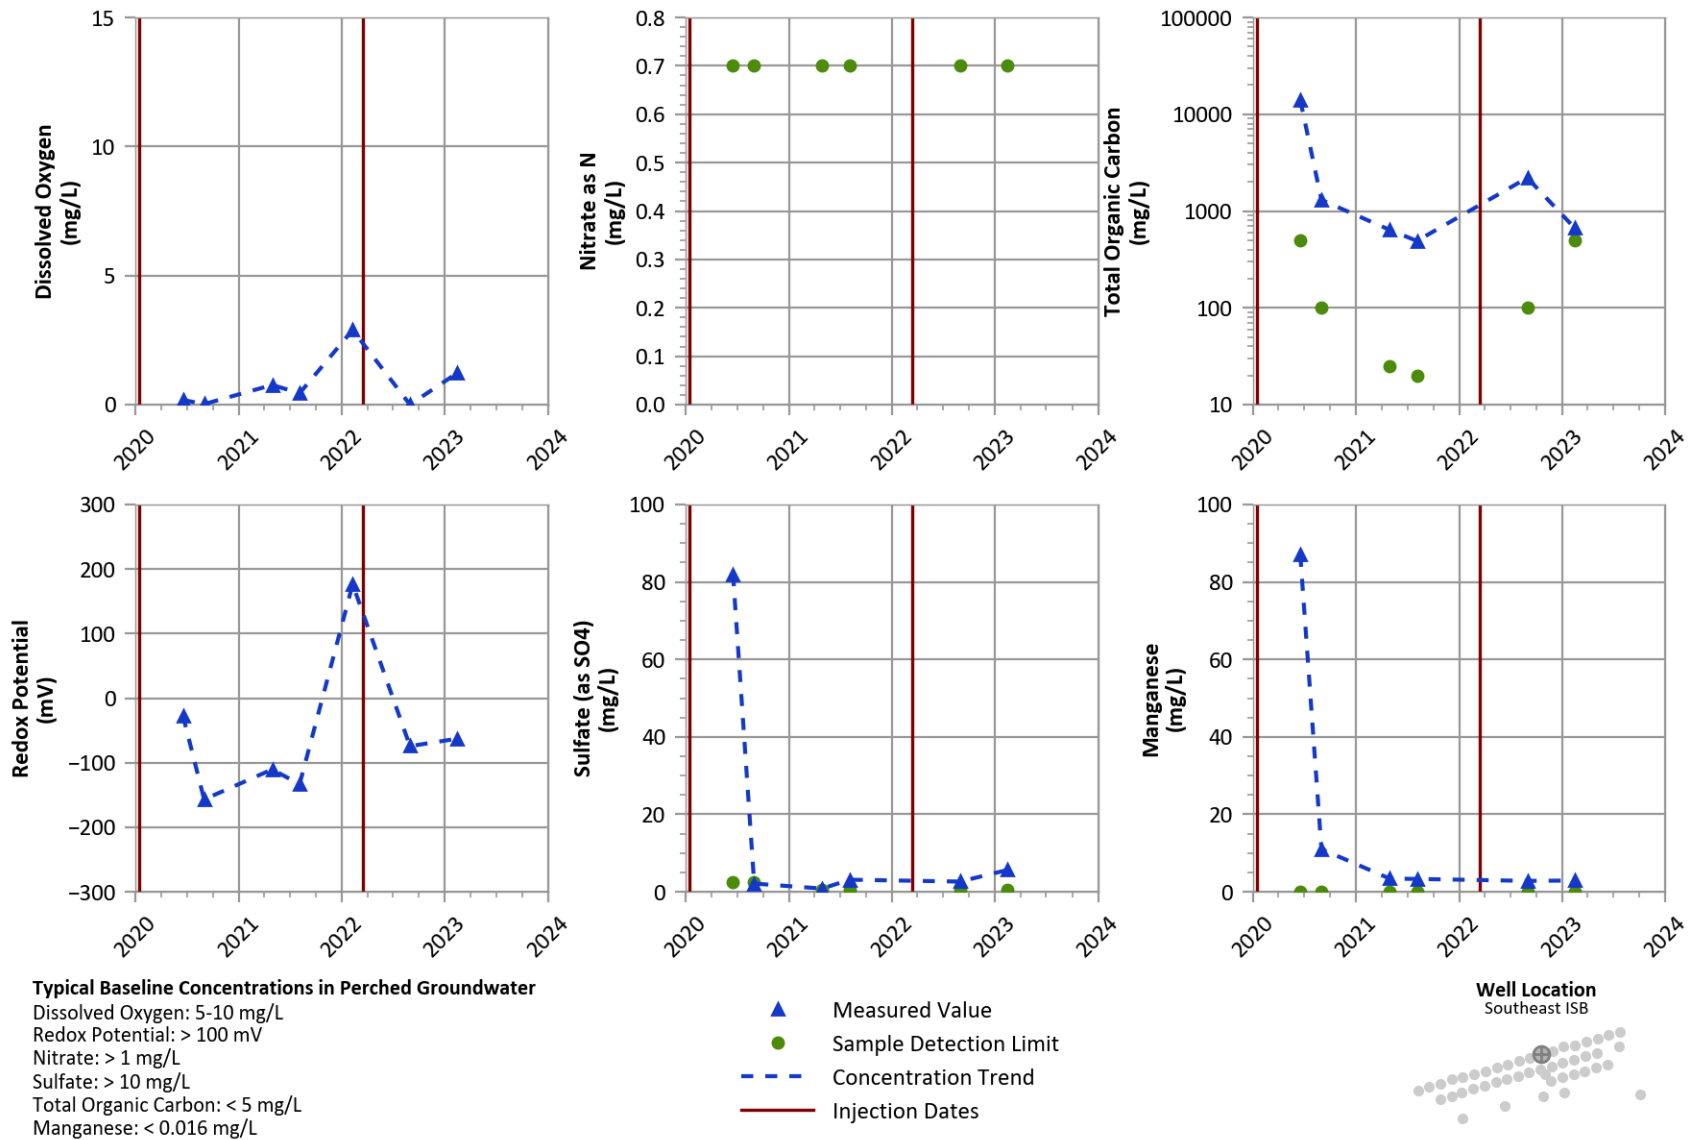 15
10
5
0
Dissolved Oxygen
(mg/L)
2020
2021
2022
2023
2024
0.8
0.7
0.6
0.5
0.4
0.3
0.2
0.1
0.0
Nitrate as N
(mg/L)
2020
2021
2022
2023
2024
100000
10000
1000
100
10
Total Organic Carbon
(mg/L)
2020
2021
2022
2023
2024
300
200
100
0
−100
−200
−300
Redox Potential
(mV)
2020
2021
2022
2023
2024
100
80
60
40
20
0
Sulfate (as SO4)
(mg/L)
2020
2021
2022
2023
2024
100
80
60
40
20
0
Manganese
(mg/L)
2020
2021
2022
2023
2024
Typical Baseline Concentrations in Perched Groundwater
Dissolved Oxygen: 5-10 mg/L
Redox Potential: > 100 mV
Nitrate: > 1 mg/L
Sulfate: > 10 mg/L
Total Organic Carbon: < 5 mg/L
Manganese: < 0.016 mg/L
Measured Value
Sample Detection Limit
Concentration Trend
Injection Dates
Well Location
Southeast ISB